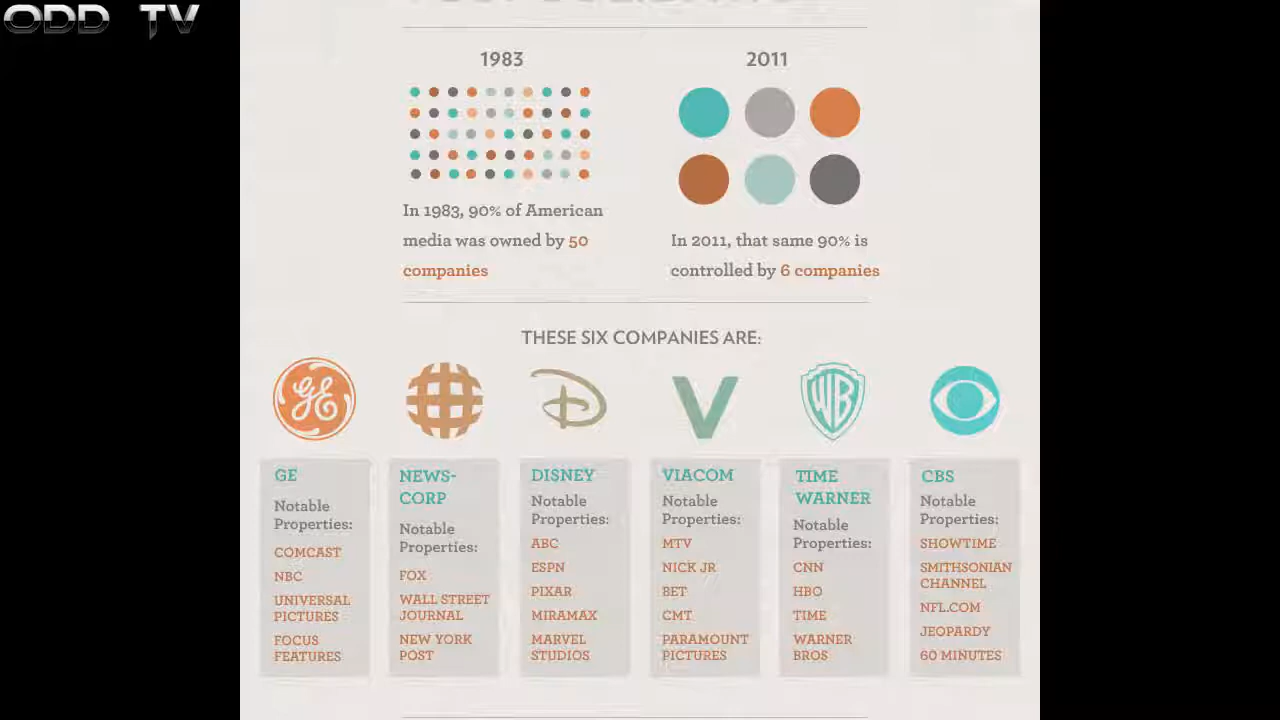 ODD TV
1983
2011
In 1983, 90% of American
media was owned by 50
companies
In 2011, that same 90% is
controlled by 6 companies
THESE SIX COMPANIES ARE:
GE
WB
GE
Notable
Properties:
COMCAST
NBC
UNIVERSAL
PICTURES
FOCUS
FEATURES
NEWS-
CORP
Notable
Properties:
FOX
WALL STREET
JOURNAL
NEW YORK
POST
DISNEY
Notable
Properties:
ABC
ESPN
PIXAR
MIRAMAX
MARVEL
STUDIOS
VIACOM
Notable
Properties:
MTV
NICK JR
BET
CMT
PARAMOUNT
PICTURES
TIME
WARNER
Notable
Properties:
CNN
HBO
TIME
WARNER
BROS
CBS
Notable
Properties:
SHOWTIME
SMITHSONIAN
CHANNEL
NFL.COM
JEOPARDY
60 MINUTES